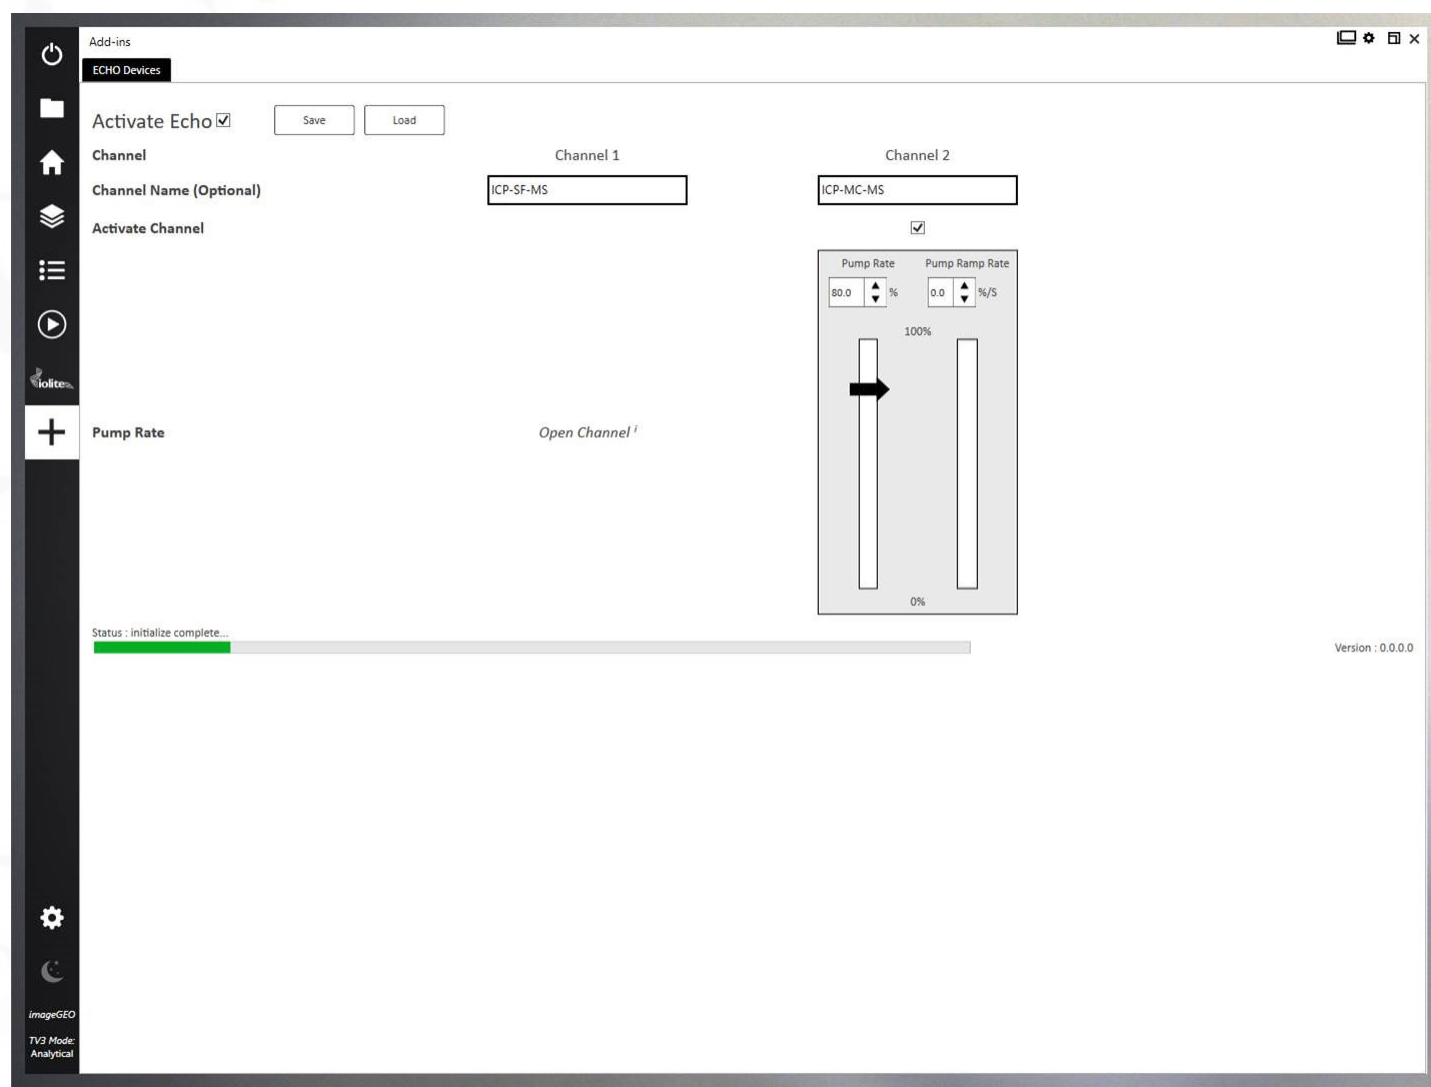 Add-ins
ECHO Devices
Activate Echo
Save
Load
Channel
Channel 1
Channel 2
Channel Name (Optional)
ICP-SF-MS
ICP-MC-MS
Activate Channel
Pump Rate
Pump Ramp Rate
80.0
%
0.0
%/S
100%
iolite
Pump Rate
Open Channel i
0%
Status : initialize complete...
Version : 0.0.0.0
imageGEO
TV3 Mode:
Analytical